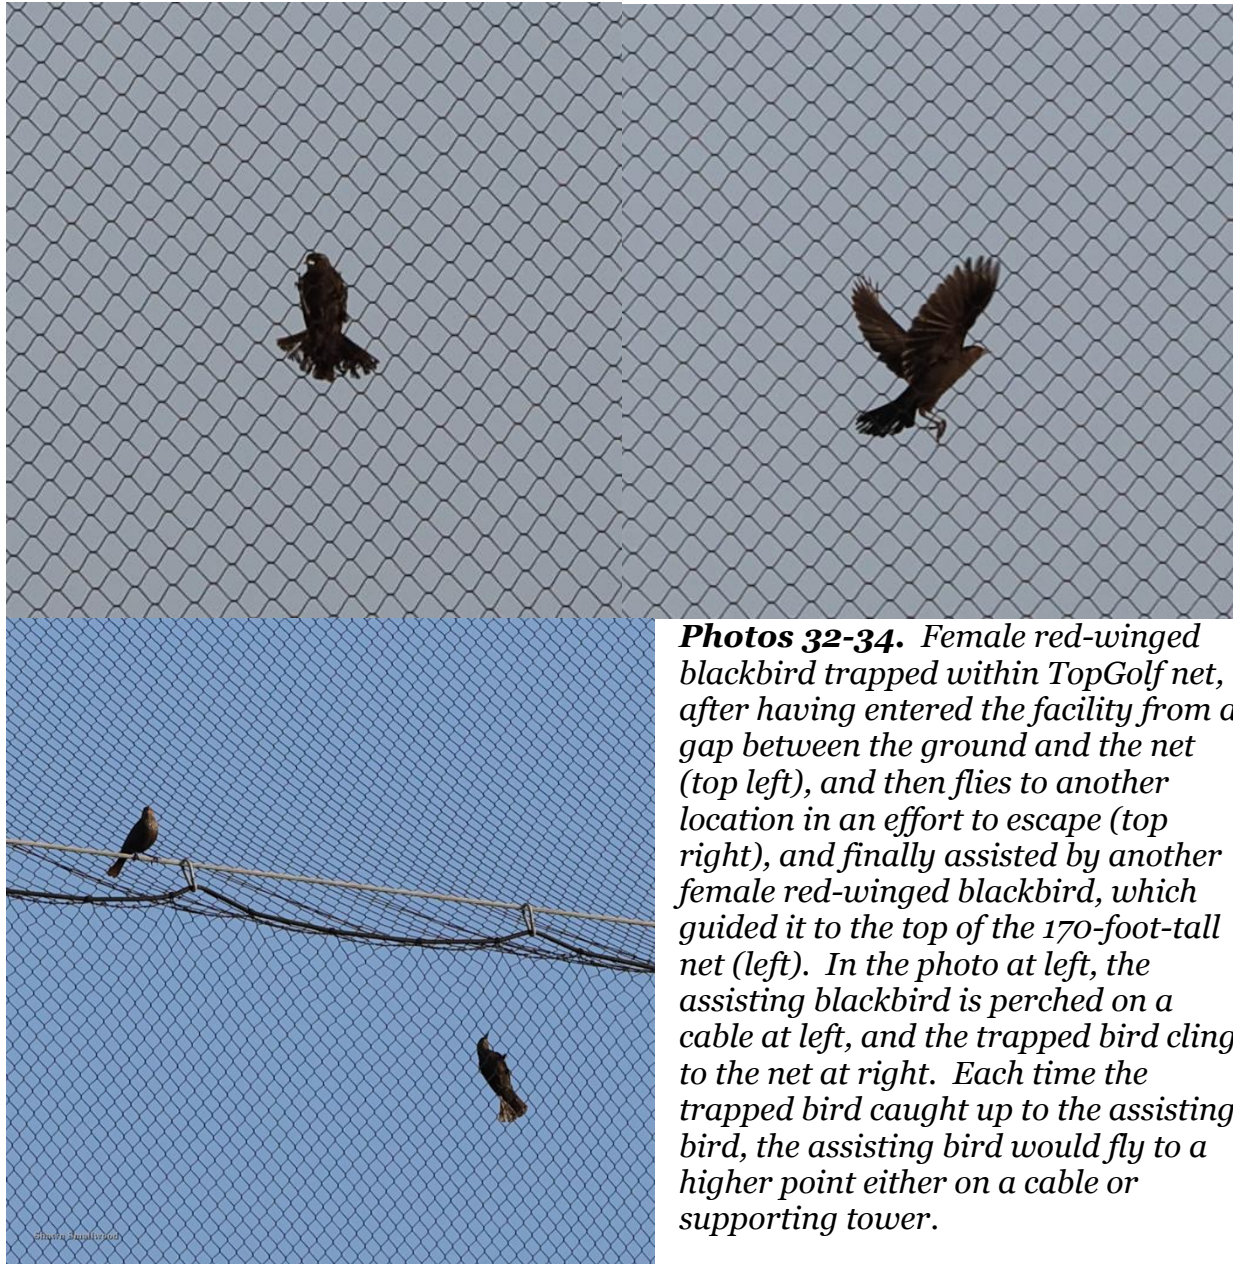 Photos 32-34. Female red-winged
blackbird trapped within TopGolf net,
after having entered the facility from a
gap between the ground and the net
(top left), and then flies to another
location in an effort to escape (top
right), and finally assisted by another
female red-winged blackbird, which
guided it to the top of the 170-foot-tall
net (left). In the photo at left, the
assisting blackbird is perched on a
cable at left, and the trapped bird cling
to the net at right. Each time the
trapped bird caught up to the assisting
bird, the assisting bird would fly to a
higher point either on a cable or
supporting tower.
Shawn Smallwood